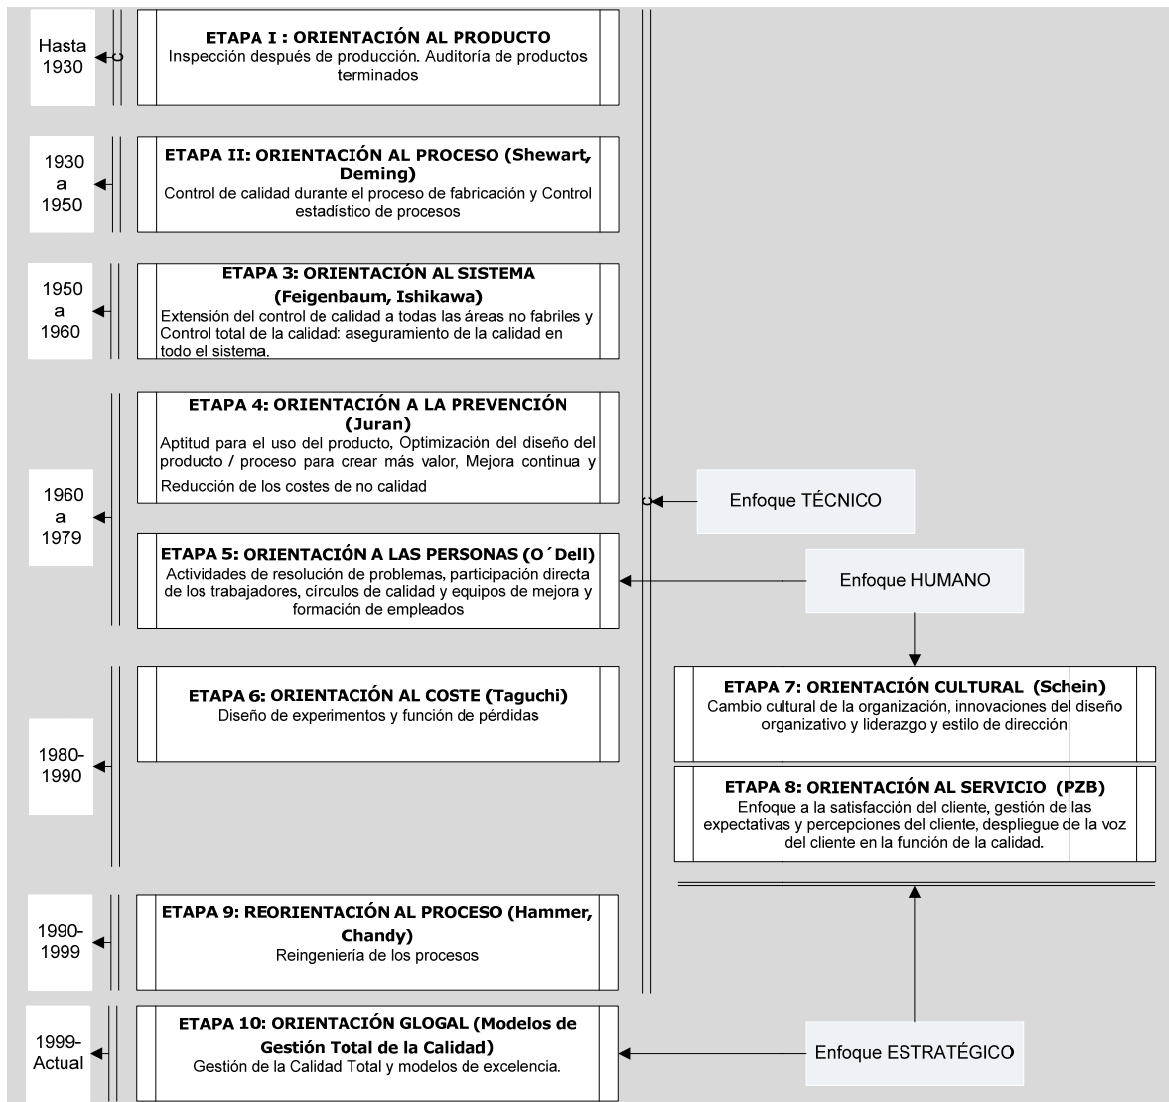 Hasta
1930
C
ETAPA I : ORIENTACIÓN AL PRODUCTO
Inspección después de producción. Auditoría de productos
terminados
1930
a
1950
ETAPA II: ORIENTACIÓN AL PROCESO (Shewart,
Deming)
Control de calidad durante el proceso de fabricación y Control
estadístico de procesos
1950
a
1960
ETAPA 3: ORIENTACIÓN AL SISTEMA
(Feigenbaum, Ishikawa)
Extensión del control de calidad a todas las áreas no fabriles y
Control total de la calidad: aseguramiento de la calidad en
todo el sistema.
1960
a
1979
ETAPA 4: ORIENTACIÓN A LA PREVENCIÓN
(Juran)
Aptitud para el uso del producto, Optimización del diseño del
producto / proceso para crear más valor, Mejora continua y
Reducción de los costes de no calidad
C
Enfoque TÉCNICO
ETAPA 5: ORIENTACIÓN A LAS PERSONAS (O´Dell)
Actividades de resolución de problemas, participación directa
de los trabajadores, círculos de calidad y equipos de mejora y
formación de empleados
Enfoque HUMANO
1980-
1990
ETAPA 6: ORIENTACIÓN AL COSTE (Taguchi)
Diseño de experimentos y función de pérdidas
ETAPA 7: ORIENTACIÓN CULTURAL (Schein)
Cambio cultural de la organización, innovaciones del diseño
organizativo y liderazgo y estilo de dirección
ETAPA 8: ORIENTACIÓN AL SERVICIO (PZB)
Enfoque a la satisfacción del cliente, gestión de las
expectativas y percepciones del cliente, despliegue de la voz
del cliente en la función de la calidad.
1990-
1999
ETAPA 9: REORIENTACIÓN AL PROCESO (Hammer,
Chandy)
Reingeniería de los procesos
1999-
Actual
ETAPA 10: ORIENTACIÓN GLOGAL (Modelos de
Gestión Total de la Calidad)
Gestión de la Calidad Total y modelos de excelencia.
Enfoque ESTRATÉGICO